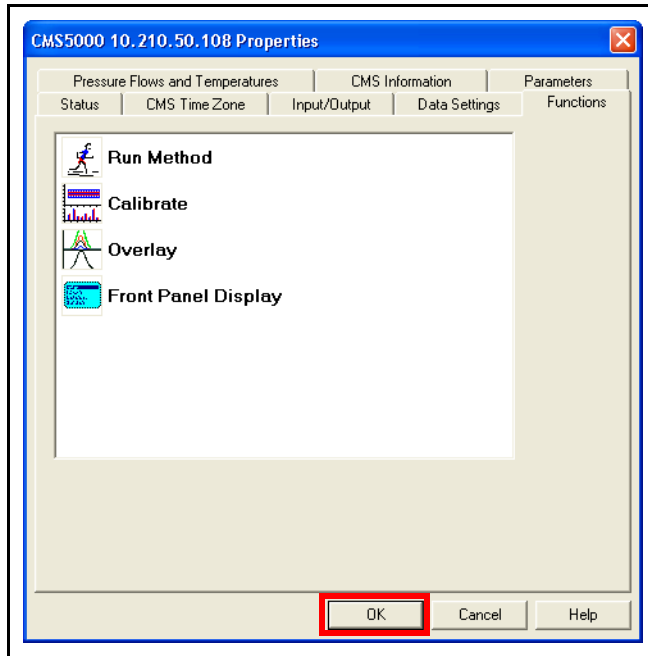 CMS5000 10.210.50.108 Properties
Pressure Flows and Temperatures CMS Information Parameters
Status CMS Time Zone Input/Output Data Settings Functions
Run Method
Calibrate
Overlay
Front Panel Display
OK Cancel Help